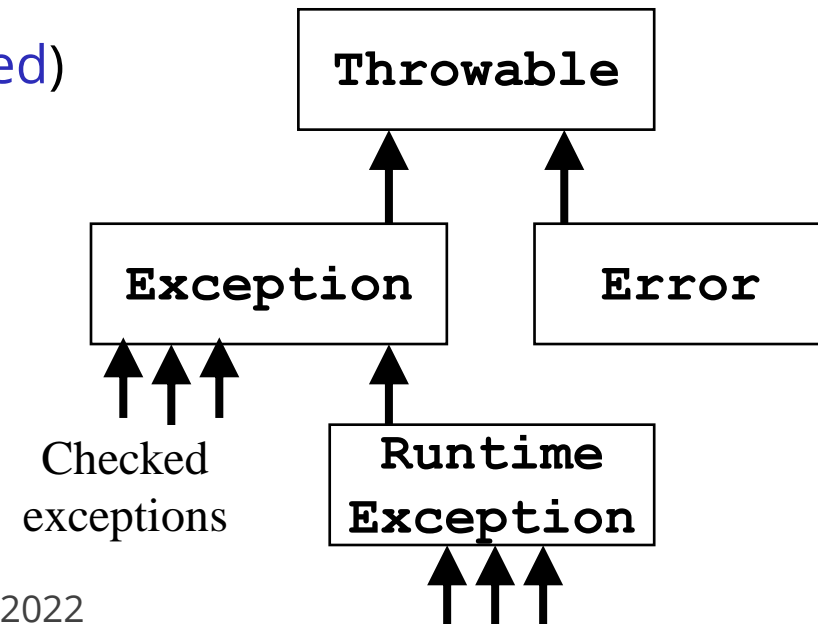 ed)
Throwable
Exception
Error
Checked
exceptions
Runtime
Exception
2022